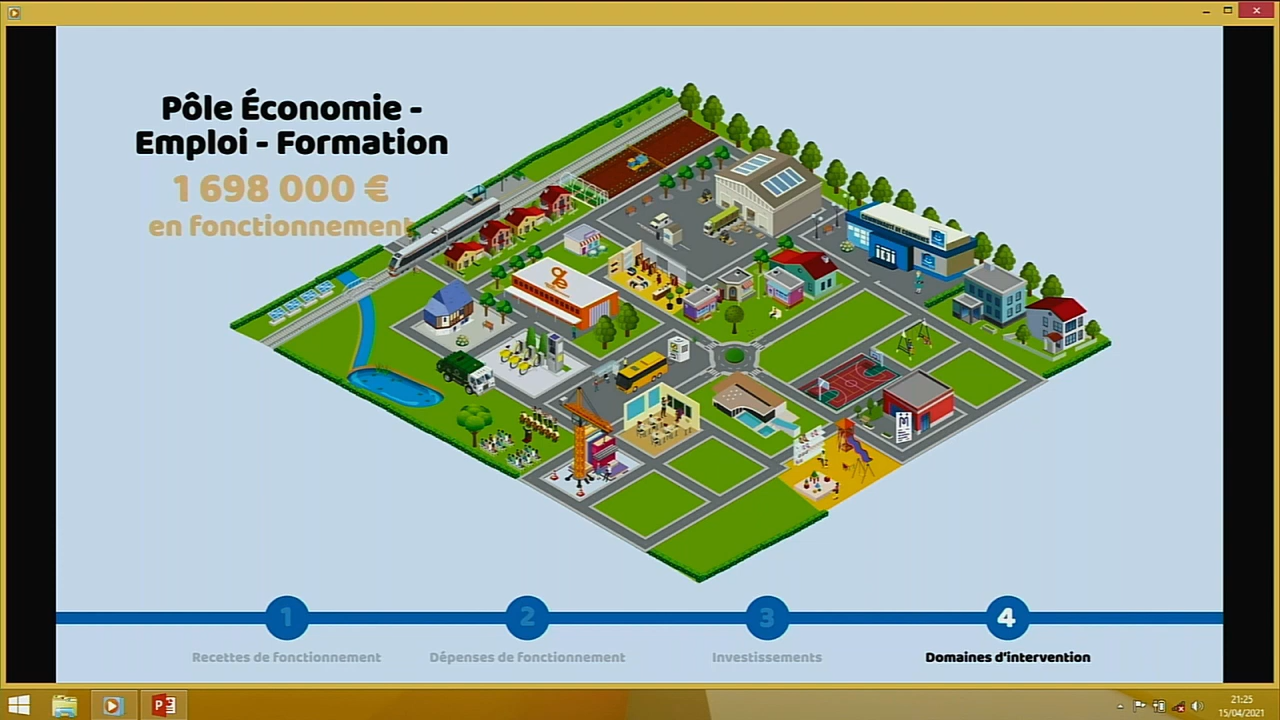 Pôle Économie -
Emploi - Formation
1 698 000 €
en fonctionnement
1
2
3
4
Recettes de fonctionnement
Dépenses de fonctionnement
Investissements
Domaines d'intervention
21:25
15/04/2021